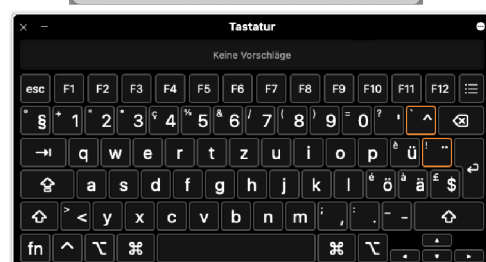 Tastatur
Keine Vorschläge
esc F1 F2 F3 F4 F5 F6 F7 F8 F9 F10 F11 F12
° § + 1 " 2 * 3 ç 4 % 5 & 6 / 7 ( 8 ) 9 = 0 ? ' ` ^
q w e r t z u i o p è ü ! ¨
a s d f g h j k l é ö à ä £ $
> < y x c v b n m ; , : . _ -
fn ^ ⌥ ⌘ ⌘ ⌥